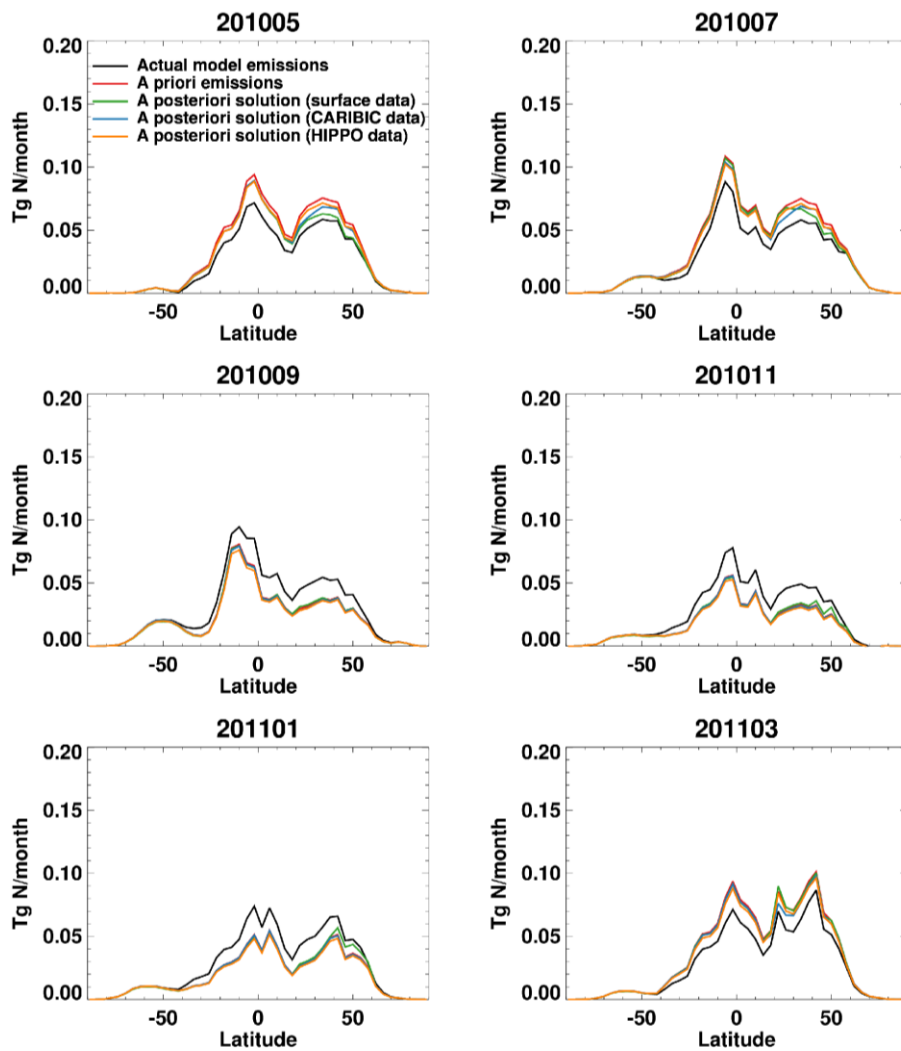 201005
0.20
0.15
0.10
0.05
0.00
Tg N/month
Actual model emissions
A priori emissions
A posteriori solution (surface data)
A posteriori solution (CARIBIC data)
A posteriori solution (HIPPO data)
-50 0 50
Latitude
201007
0.20
0.15
0.10
0.05
0.00
Tg N/month
-50 0 50
Latitude
201009
0.20
0.15
0.10
0.05
0.00
Tg N/month
-50 0 50
Latitude
201011
0.20
0.15
0.10
0.05
0.00
Tg N/month
-50 0 50
Latitude
201101
0.20
0.15
0.10
0.05
0.00
Tg N/month
-50 0 50
Latitude
201103
0.20
0.15
0.10
0.05
0.00
Tg N/month
-50 0 50
Latitude